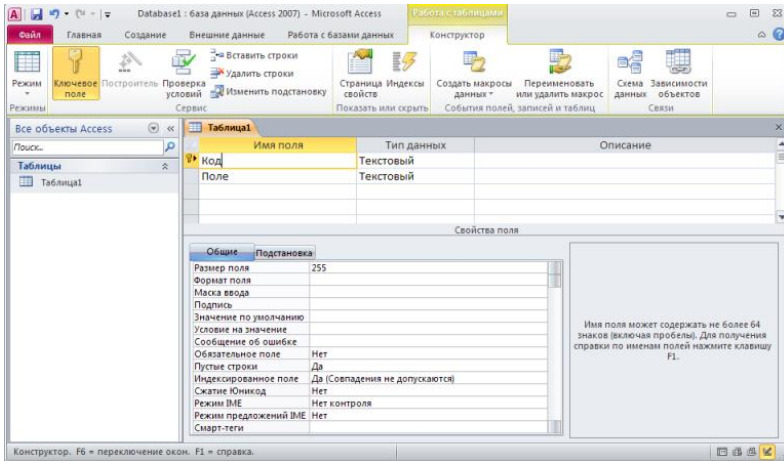 Database1 : база данных (Access 2007) - Microsoft Access
Работа с таблицами
Файл Главная Создание Внешние данные Работа с базами данных Конструктор
Режим
Ключевое поле
Построитель
Проверка условий
Вставить строки
Удалить строки
Изменить подстановку
Страница свойств
Индексы
Создать макросы данных
Переименовать или удалить макрос
Схема данных
Зависимости объектов
Режимы Сервис Показать или скрыть События полей, записей и таблиц Связи
Все объекты Access
Поиск...
Таблицы
Таблица1
Таблица1
Имя поля Тип данных Описание
Код Текстовый
Поле Текстовый
Свойства поля
Общие Подстановка
Размер поля 255
Формат поля
Маска ввода
Подпись
Значение по умолчанию
Условие на значение
Сообщение об ошибке
Обязательное поле Нет
Пустые строки Да
Индексированное поле Да (Совпадения не допускаются)
Сжатие Юникод Нет
Режим IME Нет контроля
Режим предложений IME Нет
Смарт-теги
Имя поля может содержать не более 64
знаков (включая пробелы). Для получения
справки по именам полей нажмите клавишу
F1.
Конструктор. F6 = переключение окон. F1 = справка.